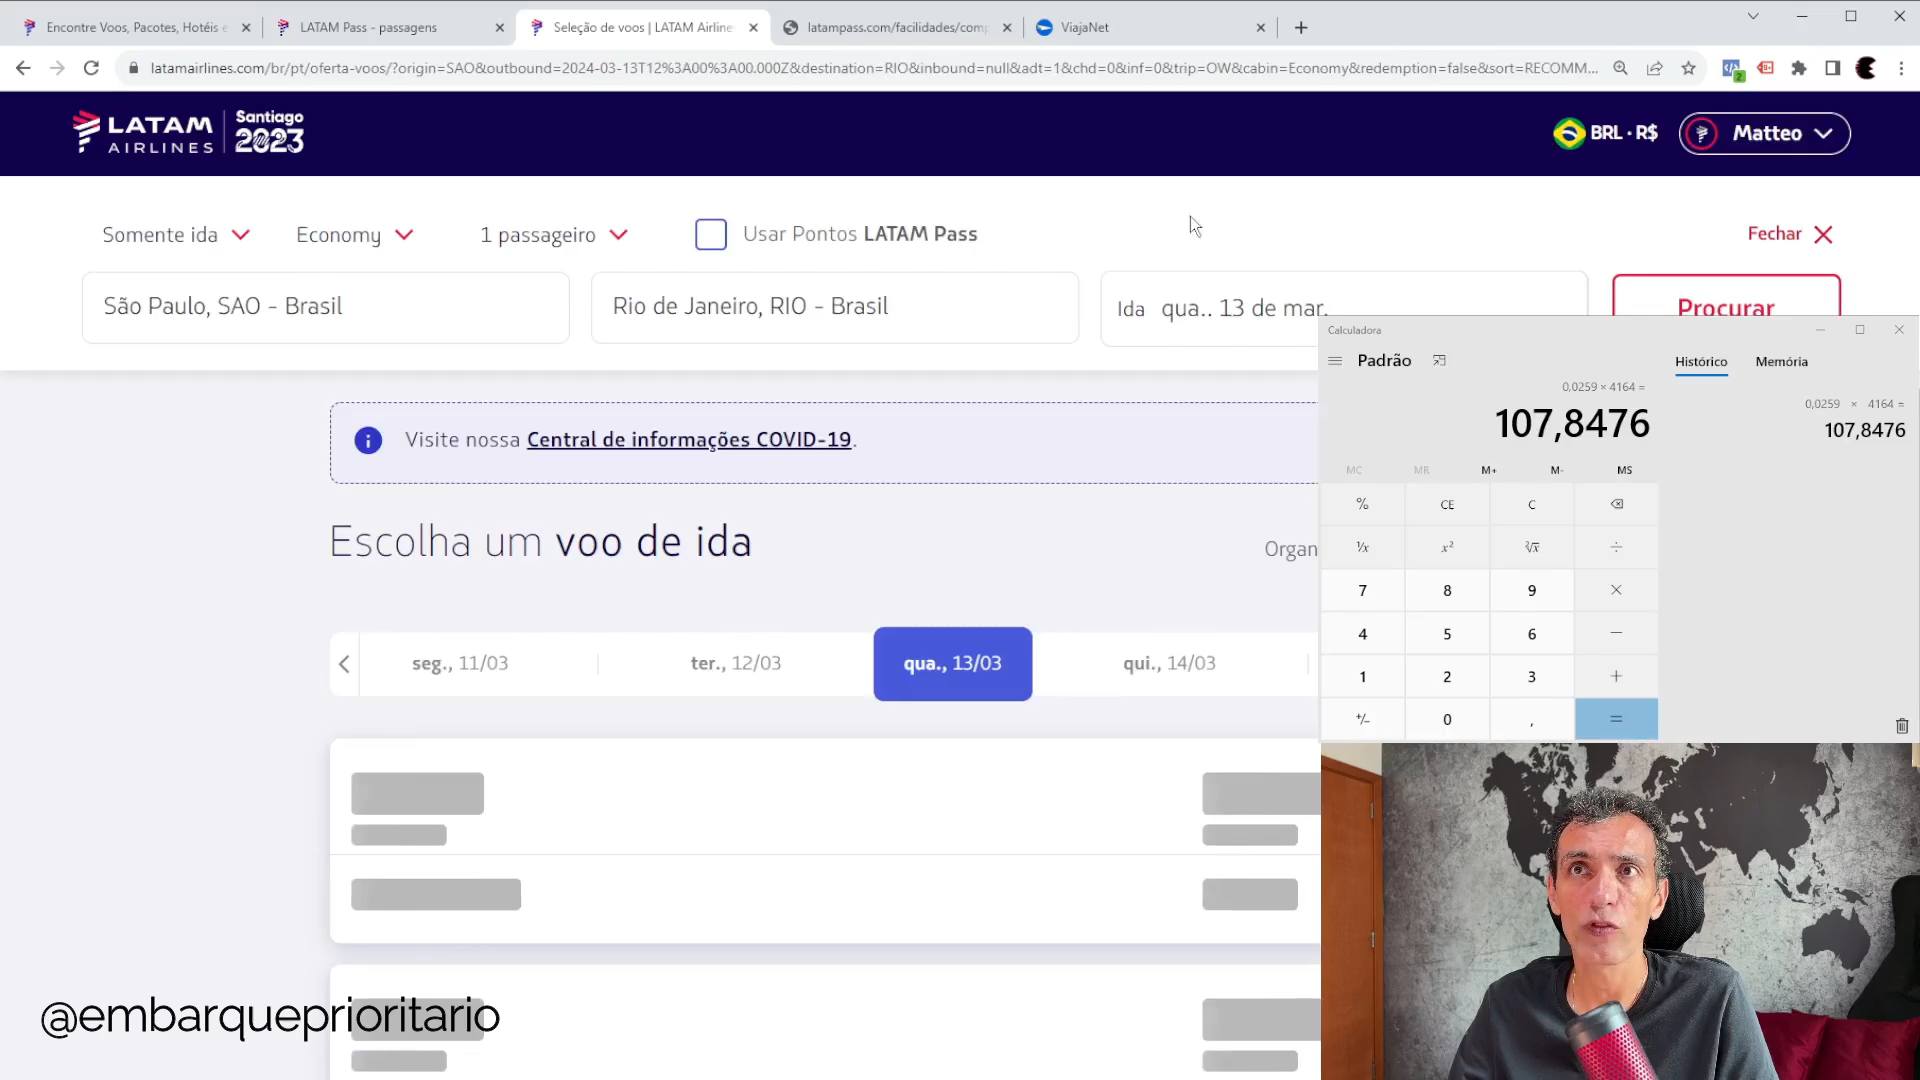 Encontre Voos, Pacotes, Hotéis e
LATAM Pass - passagens
Seleção de voos | LATAM Airline
latampass.com/facilidades/comp
ViajaNet
latamairlines.com/br/pt/oferta-voos/?origin=SAO&outbound=2024-03-13T12%3A00%3A00.000Z&destination=RIO&inbound=null&adt=1&chd=0&inf=0&trip=OW&cabin=Economy&redemption=false&sort=RECOMM...
2
LATAM
AIRLINES
Santiago
2023
BRL · R$
Matteo
Somente ida
Economy
1 passageiro
Usar Pontos LATAM Pass
Fechar
São Paulo, SAO - Brasil
Rio de Janeiro, RIO - Brasil
Ida qua.. 13 de mar.
Procurar
Visite nossa Central de informações COVID-19.
Escolha um voo de ida
Organ
seg., 11/03
ter., 12/03
qua., 13/03
qui., 14/03
Calculadora
Padrão
Histórico
Memória
0,0259 × 4164 =
107,8476
0,0259 × 4164 =
107,8476
MC MR M+ M- MS
% CE C
¹/x x² ²√x ÷
7 8 9 ×
4 5 6 −
1 2 3 +
+/- 0 , =
@embarqueprioritario